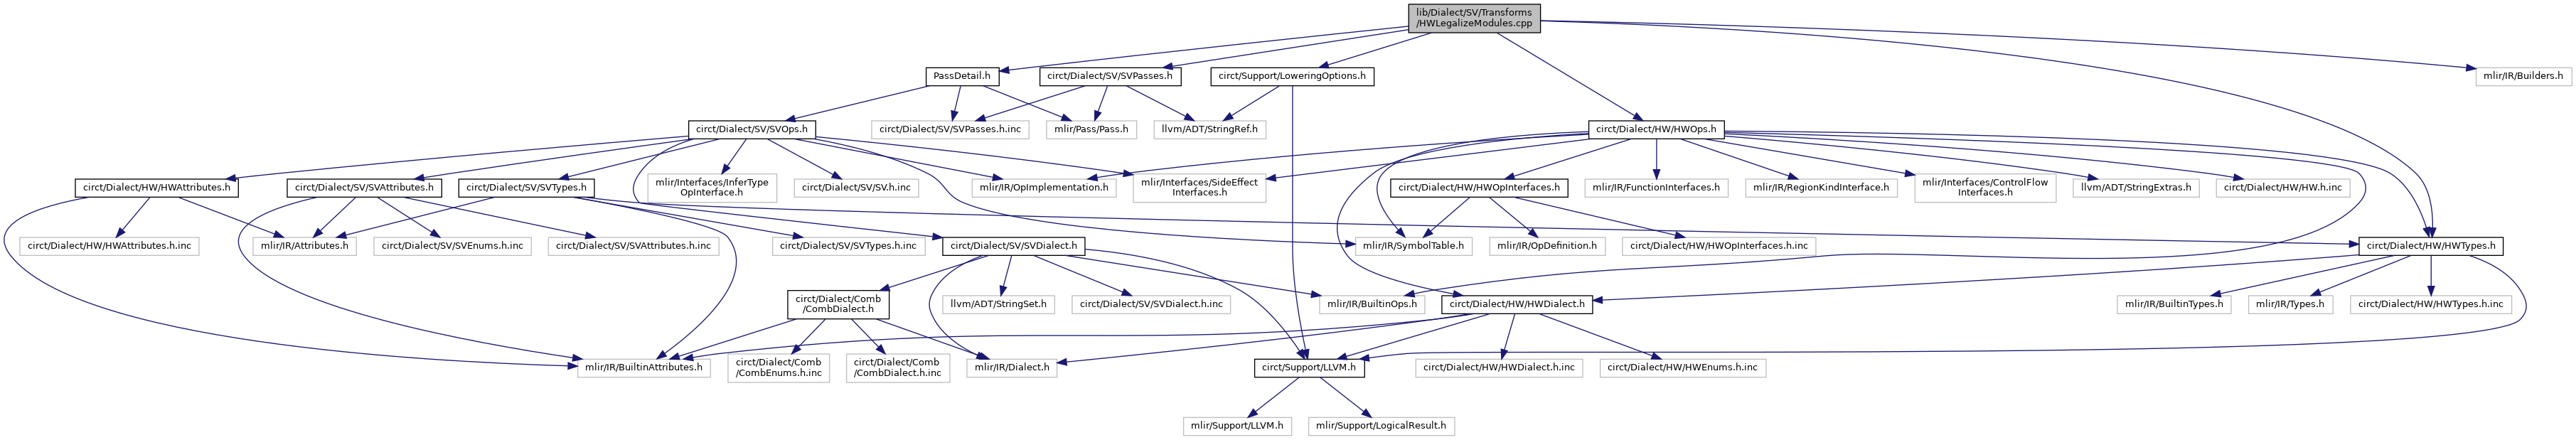 lib/Dialect/SV/Transforms
/HWLegalizeModules.cpp
PassDetail.h
circt/Dialect/SV/SVPasses.h
circt/Support/LoweringOptions.h
mlir/IR/Builders.h
circt/Dialect/SV/SVOps.h
circt/Dialect/SV/SVPasses.h.inc
mlir/Pass/Pass.h
llvm/ADT/StringRef.h
circt/Dialect/HW/HWOps.h
circt/Dialect/HW/HWAttributes.h
circt/Dialect/SV/SVAttributes.h
circt/Dialect/SV/SVTypes.h
mlir/Interfaces/InferType
OpInterface.h
circt/Dialect/SV/SV.h.inc
mlir/IR/OpImplementation.h
mlir/Interfaces/SideEffect
Interfaces.h
circt/Dialect/HW/HWOpInterfaces.h
mlir/IR/FunctionInterfaces.h
mlir/IR/RegionKindInterface.h
mlir/Interfaces/ControlFlow
Interfaces.h
llvm/ADT/StringExtras.h
circt/Dialect/HW/HW.h.inc
circt/Dialect/HW/HWAttributes.h.inc
mlir/IR/Attributes.h
circt/Dialect/SV/SVEnums.h.inc
circt/Dialect/SV/SVAttributes.h.inc
circt/Dialect/SV/SVTypes.h.inc
circt/Dialect/SV/SVDialect.h
mlir/IR/SymbolTable.h
mlir/IR/OpDefinition.h
circt/Dialect/HW/HWOpInterfaces.h.inc
circt/Dialect/HW/HWTypes.h
circt/Dialect/Comb
/CombDialect.h
llvm/ADT/StringSet.h
circt/Dialect/SV/SVDialect.h.inc
mlir/IR/BuiltinOps.h
circt/Dialect/HW/HWDialect.h
mlir/IR/BuiltinTypes.h
mlir/IR/Types.h
circt/Dialect/HW/HWTypes.h.inc
mlir/IR/BuiltinAttributes.h
circt/Dialect/Comb
/CombEnums.h.inc
circt/Dialect/Comb
/CombDialect.h.inc
mlir/IR/Dialect.h
circt/Support/LLVM.h
circt/Dialect/HW/HWDialect.h.inc
circt/Dialect/HW/HWEnums.h.inc
mlir/Support/LLVM.h
mlir/Support/LogicalResult.h